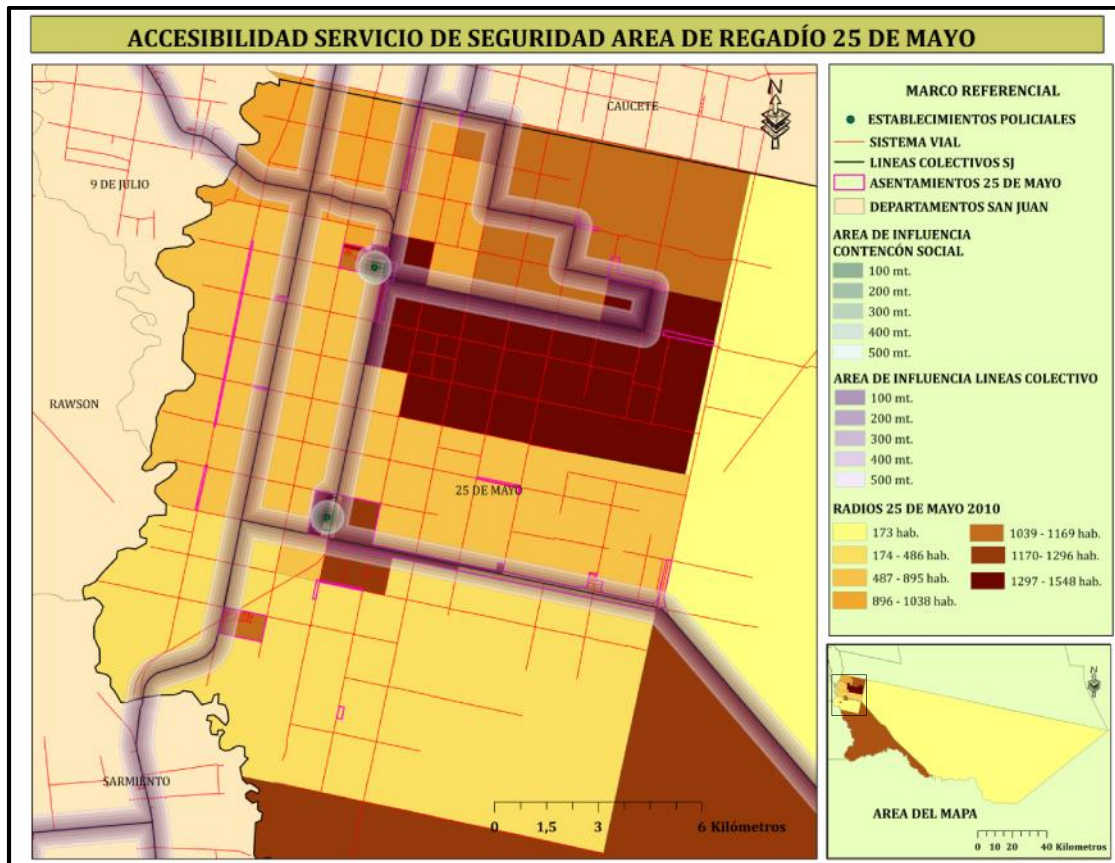 ACCESIBILIDAD SERVICIO DE SEGURIDAD AREA DE REGADÍO 25 DE MAYO
N
CAUCETE
9 DE JULIO
RAWSON
25 DE MAYO
SARMIENTO
0 1,5 3 6 Kilómetros
MARCO REFERENCIAL
ESTABLECIMIENTOS POLICIALES
SISTEMA VIAL
LINEAS COLECTIVOS SJ
ASENTAMIENTOS 25 DE MAYO
DEPARTAMENTOS SAN JUAN
AREA DE INFLUENCIA
CONTENCÓN SOCIAL
100 mt.
200 mt.
300 mt.
400 mt.
500 mt.
AREA DE INFLUENCIA LINEAS COLECTIVO
100 mt.
200 mt.
300 mt.
400 mt.
500 mt.
RADIOS 25 DE MAYO 2010
173 hab.
174 - 486 hab.
487 - 895 hab.
896 - 1038 hab.
1039 - 1169 hab.
1170- 1296 hab.
1297 - 1548 hab.
N
AREA DEL MAPA
0 10 20 40 Kilómetros